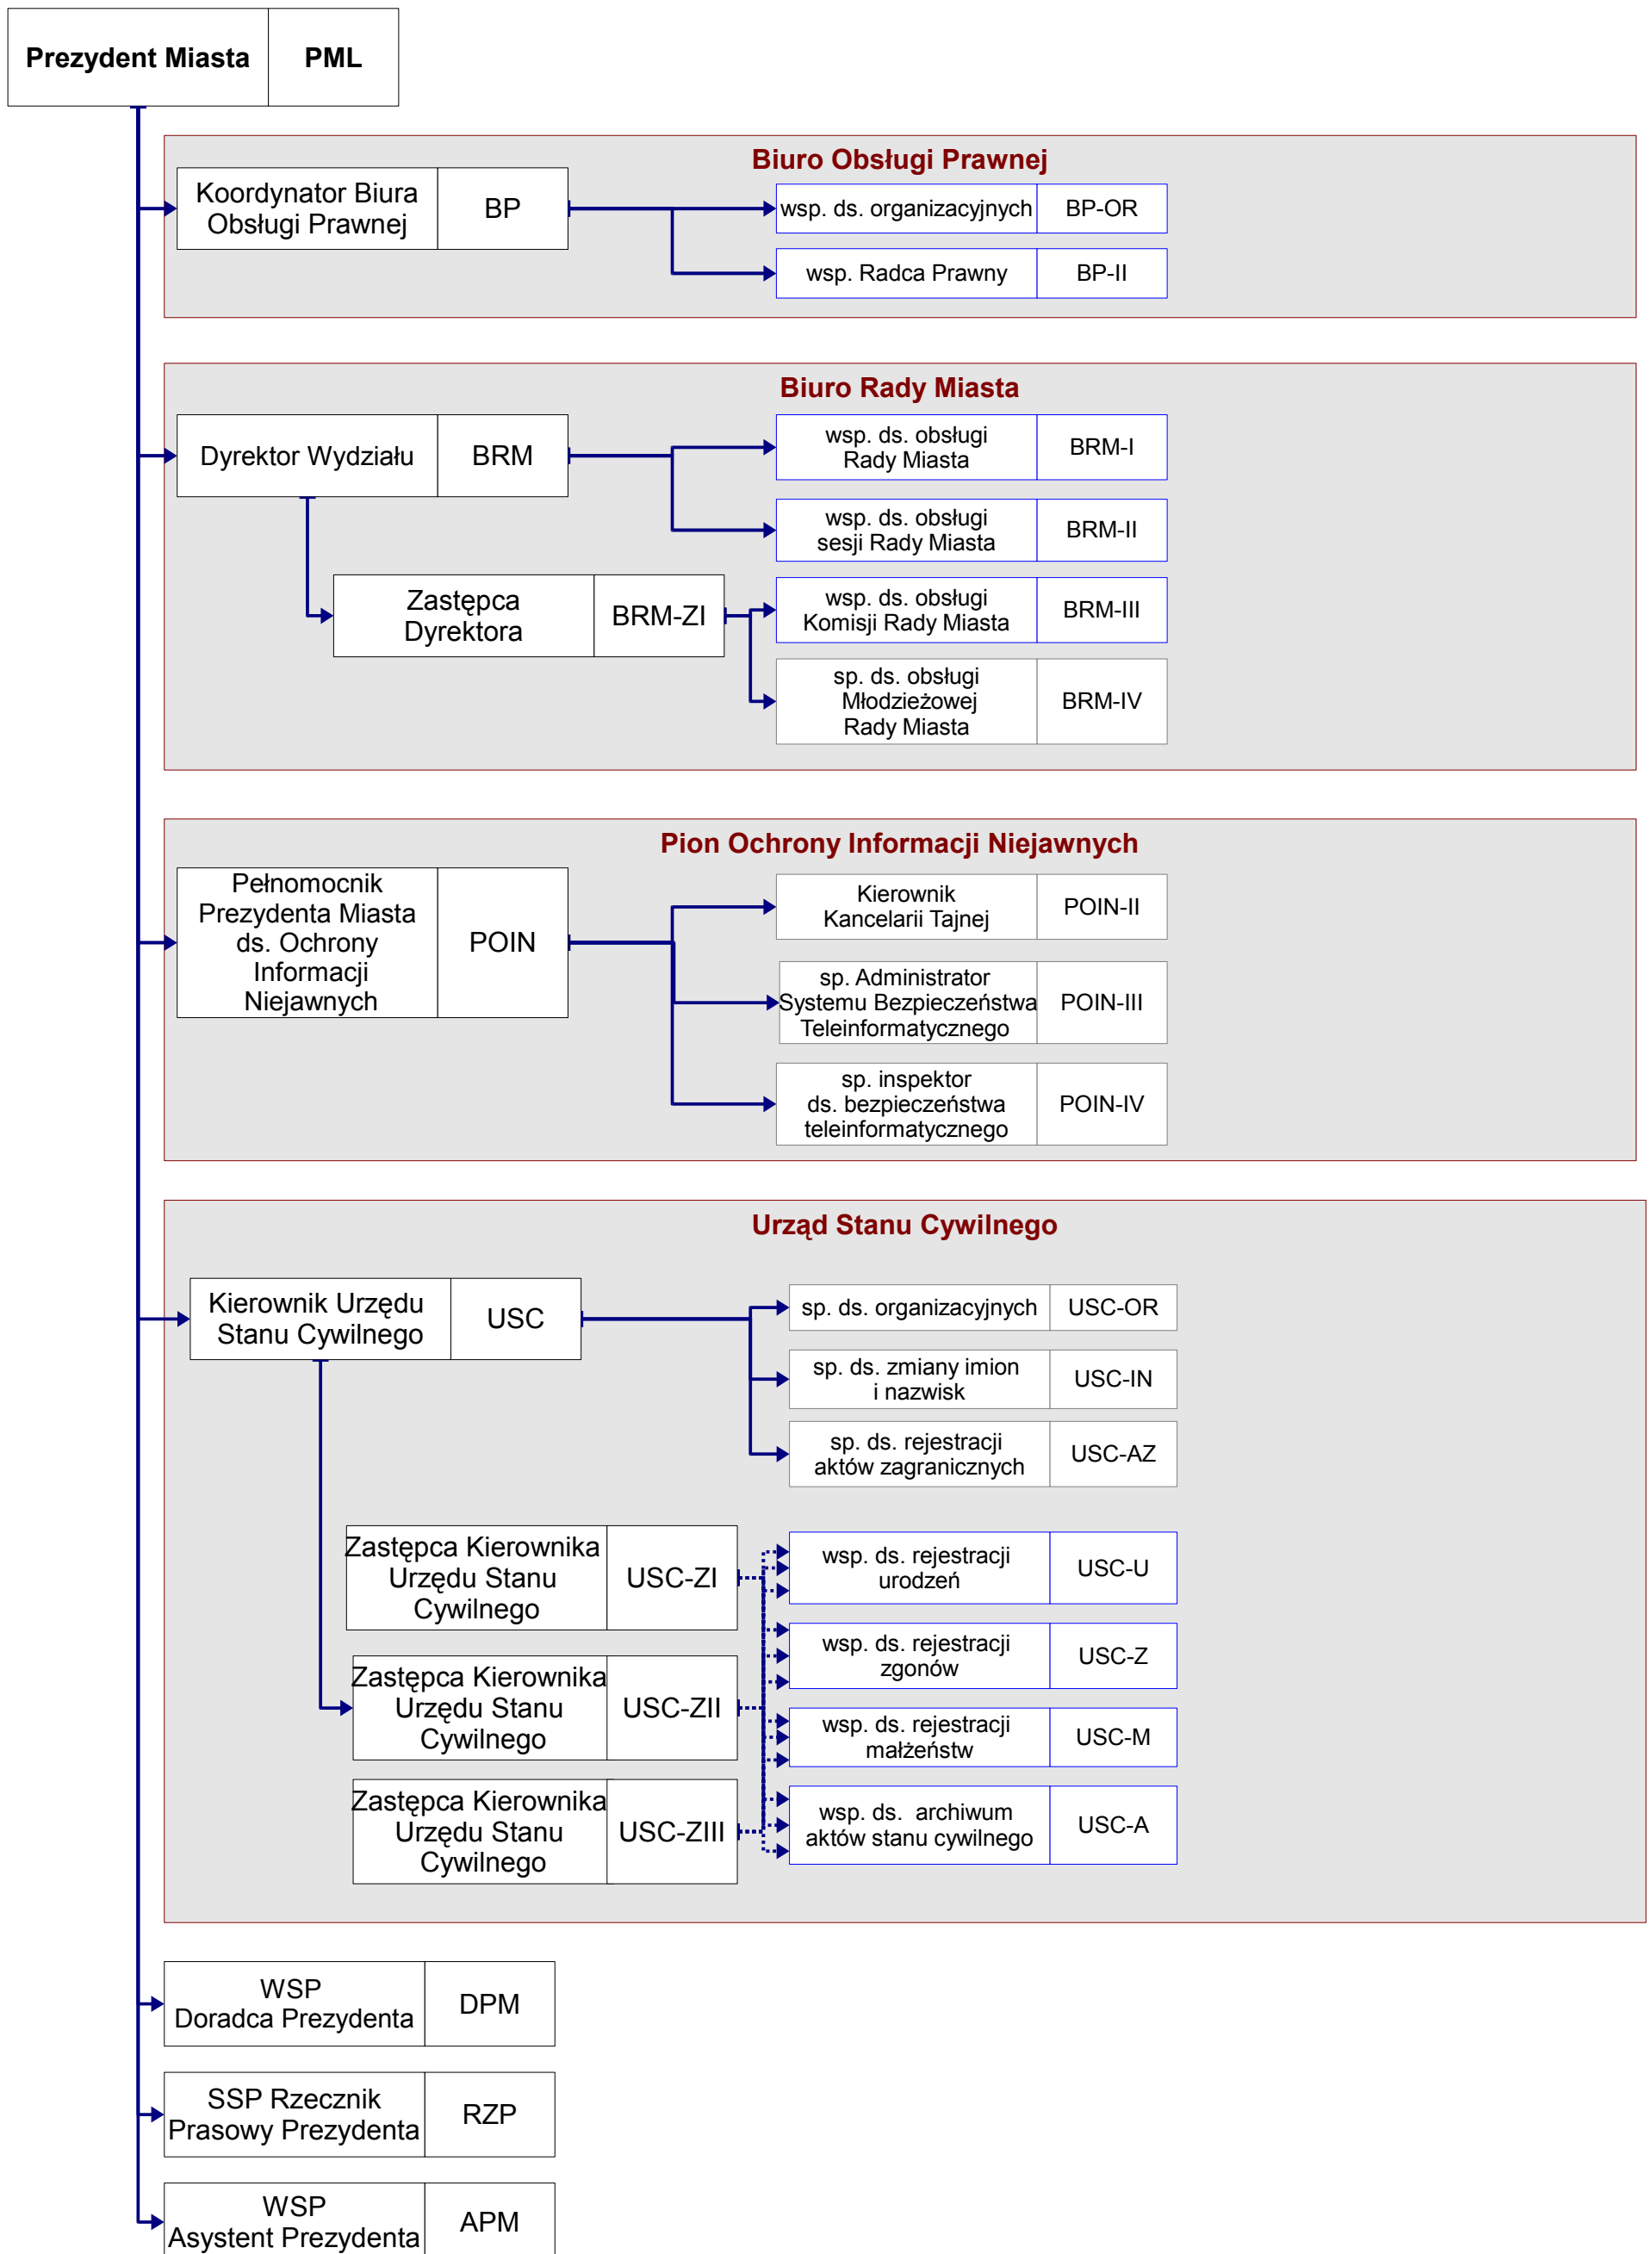 Prezydent Miasta
PML
Biuro Obsługi Prawnej
Koordynator Biura
Obsługi Prawnej
BP
wsp. ds. organizacyjnych
BP-OR
wsp. Radca Prawny
BP-II
Biuro Rady Miasta
Dyrektor Wydziału
BRM
wsp. ds. obsługi
Rady Miasta
BRM-I
wsp. ds. obsługi
sesji Rady Miasta
BRM-II
Zastępca
Dyrektora
BRM-ZI
wsp. ds. obsługi
Komisji Rady Miasta
BRM-III
sp. ds. obsługi
Młodzieżowej
Rady Miasta
BRM-IV
Pion Ochrony Informacji Niejawnych
Pełnomocnik
Prezydenta Miasta
ds. Ochrony
Informacji
Niejawnych
POIN
Kierownik
Kancelarii Tajnej
POIN-II
sp. Administrator
Systemu Bezpieczeństwa
Teleinformatycznego
POIN-III
sp. inspektor
ds. bezpieczeństwa
teleinformatycznego
POIN-IV
Urząd Stanu Cywilnego
Kierownik Urzędu
Stanu Cywilnego
USC
sp. ds. organizacyjnych
USC-OR
sp. ds. zmiany imion
i nazwisk
USC-IN
sp. ds. rejestracji
aktów zagranicznych
USC-AZ
Zastępca Kierownika
Urzędu Stanu
Cywilnego
USC-ZI
wsp. ds. rejestracji
urodzeń
USC-U
wsp. ds. rejestracji
zgonów
USC-Z
Zastępca Kierownika
Urzędu Stanu
Cywilnego
USC-ZII
wsp. ds. rejestracji
małżeństw
USC-M
Zastępca Kierownika
Urzędu Stanu
Cywilnego
USC-ZIII
wsp. ds. archiwum
aktów stanu cywilnego
USC-A
WSP
Doradca Prezydenta
DPM
SSP Rzecznik
Prasowy Prezydenta
RZP
WSP
Asystent Prezydenta
APM